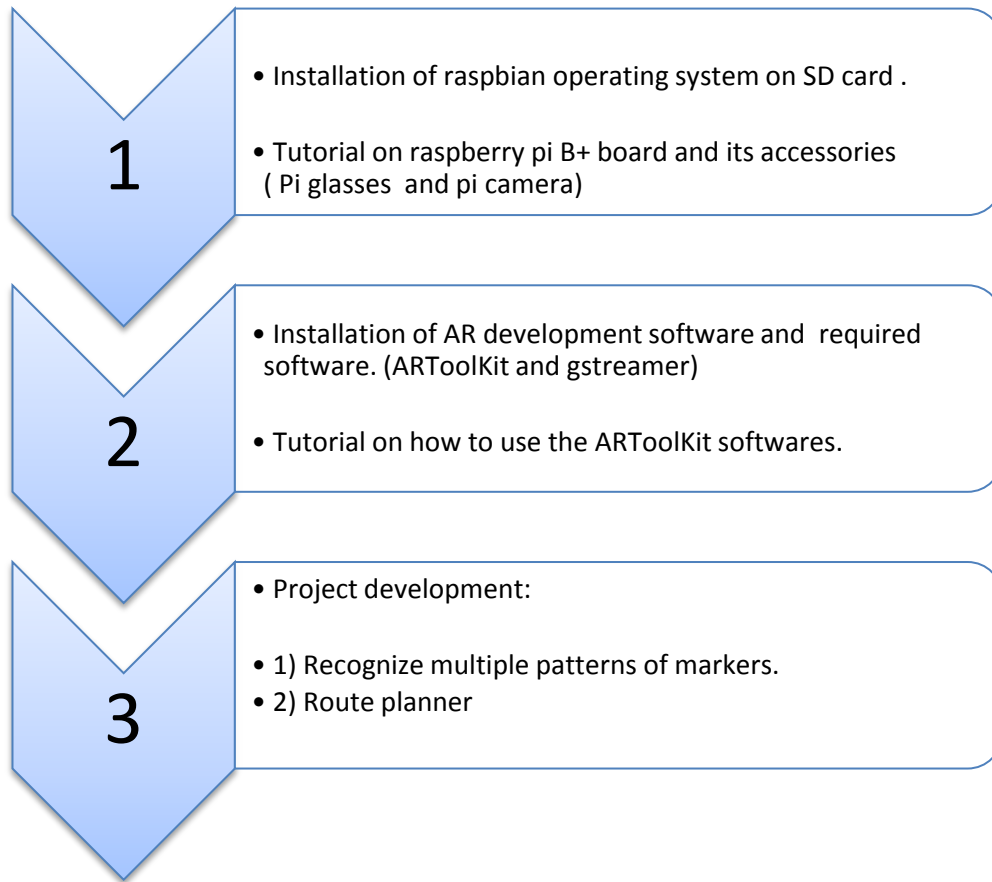 1
• Installation of raspbian operating system on SD card .
• Tutorial on raspberry pi B+ board and its accessories
( Pi glasses and pi camera)
2
• Installation of AR development software and required
software. (ARToolKit and gstreamer)
• Tutorial on how to use the ARToolKit softwares.
3
• Project development:
• 1) Recognize multiple patterns of markers.
• 2) Route planner